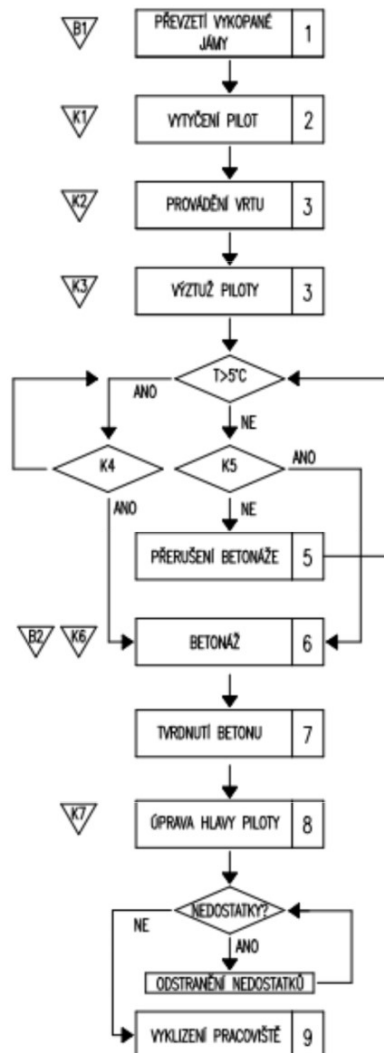 B1
PŘEVZETÍ VYKOPANÉ
JÁMY
1
K1
VYTYČENÍ PILOT
2
K2
PROVÁDĚNÍ VRTU
3
K3
VÝZTUŽ PILOTY
3
T>5°C
ANO
NE
K4
K5
ANO
ANO
NE
PŘERUŠENÍ BETONÁŽE
5
B2
K6
BETONÁŽ
6
TVRDNUTÍ BETONU
7
K7
ÚPRAVA HLAVY PILOTY
8
NEDOSTATKY?
NE
ANO
ODSTRANĚNÍ NEDOSTATKŮ
VYKLIZENÍ PRACOVIŠTĚ
9